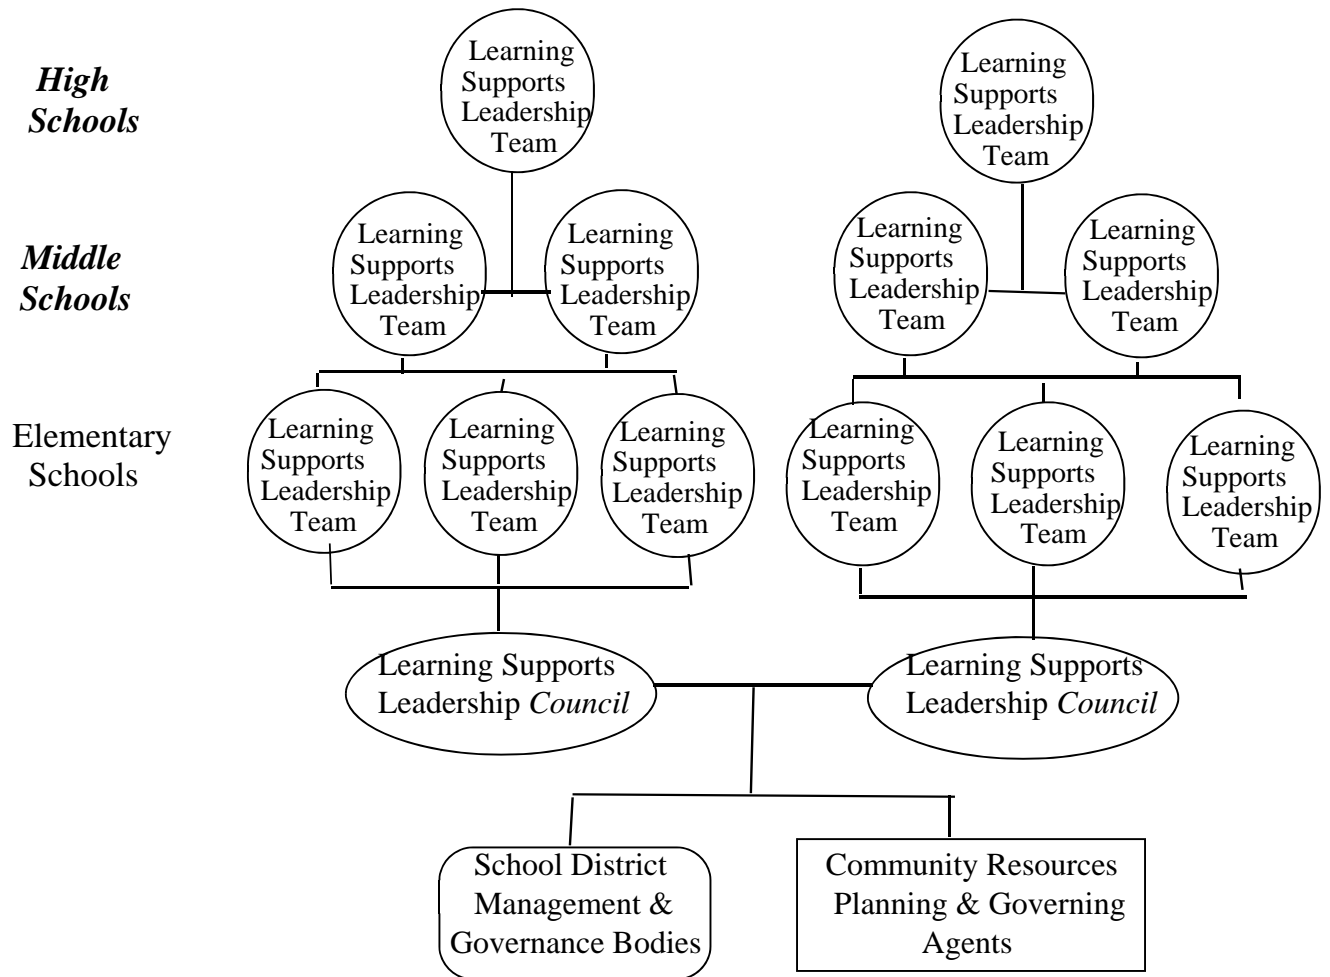 High
Schools
Learning
Supports
Leadership
Team
Learning
Supports
Leadership
Team
Middle
Schools
Learning
Supports
Leadership
Team
Learning
Supports
Leadership
Team
Learning
Supports
Leadership
Team
Learning
Supports
Leadership
Team
Elementary
Schools
Learning
Supports
Leadership
Team
Learning
Supports
Leadership
Team
Learning
Supports
Leadership
Team
Learning
Supports
Leadership
Team
Learning
Supports
Leadership
Team
Learning
Supports
Leadership
Team
Learning Supports
Leadership Council
Learning Supports
Leadership Council
School District
Management &
Governance Bodies
Community Resources
Planning & Governing
Agents